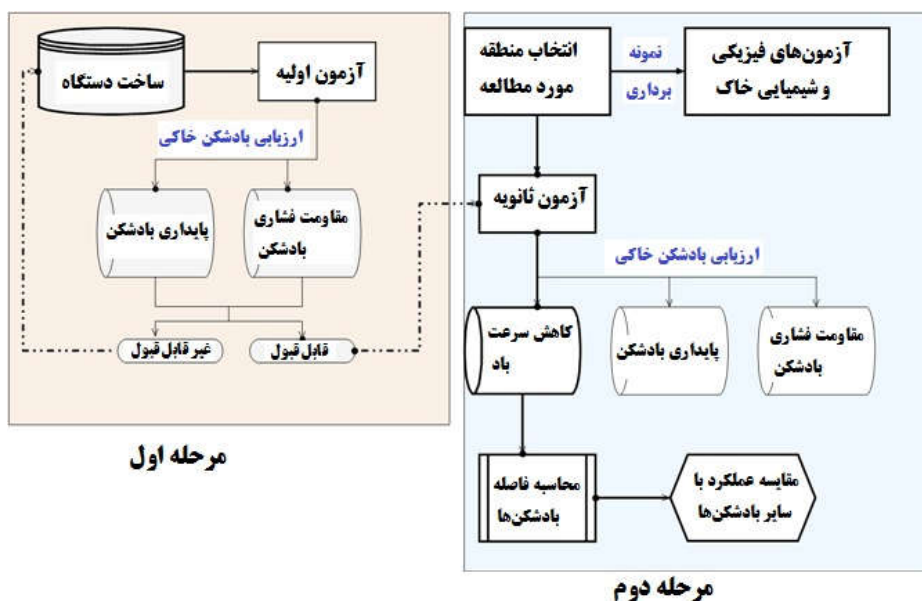 ساخت دستگاه
آزمون اولیه
ارزیابی بادشکن خاکی
پایداری بادشکن
مقاومت فشاری
بادشکن
غیر قابل قبول
قابل قبول
مرحله اول
انتخاب منطقه
مورد مطالعه
نمونه
برداری
آزمون‌های فیزیکی
و شیمیایی خاک
آزمون ثانویه
ارزیابی بادشکن خاکی
کاهش سرعت
باد
پایداری بادشکن
مقاومت فشاری
بادشکن
محاسبه فاصله
بادشکن‌ها
مقایسه عملکرد با
سایر بادشکن‌ها
مرحله دوم